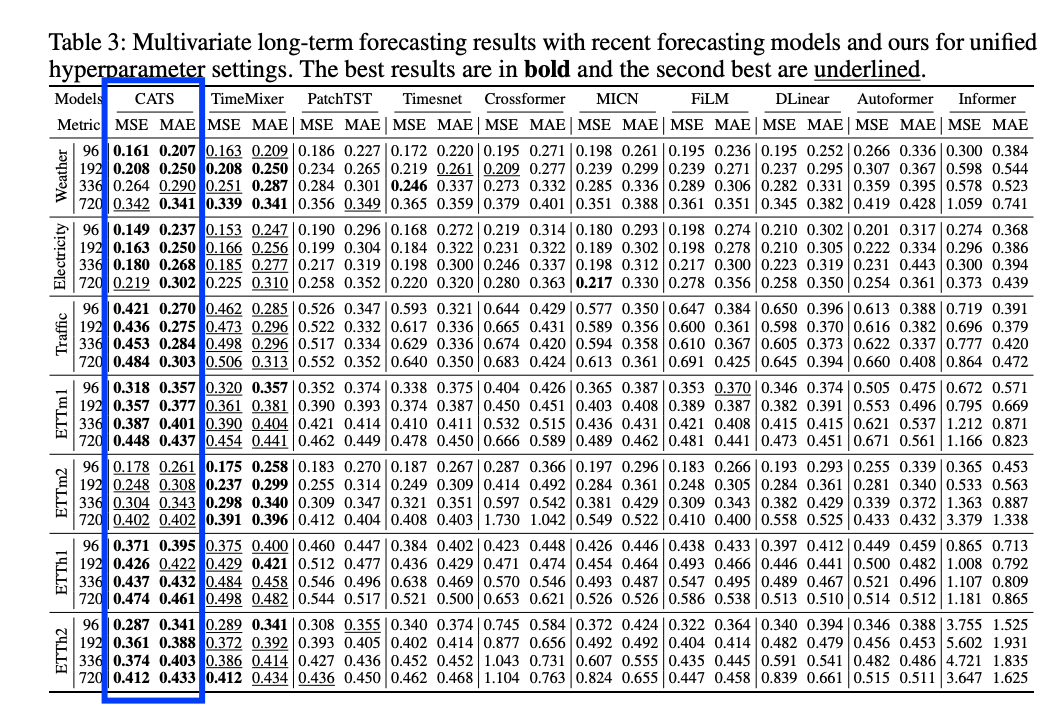 Table 3: Multivariate long-term forecasting results with recent forecasting models and ours for unified
hyperparameter settings. The best results are in bold and the second best are underlined.
Models CATS TimeMixer PatchTST Timesnet Crossformer MICN FiLM DLinear Autoformer Informer
Metric MSE MAE MSE MAE MSE MAE MSE MAE MSE MAE MSE MAE MSE MAE MSE MAE MSE MAE MSE MAE
Weather
96 0.161 0.207 0.163 0.209 0.186 0.227 0.172 0.220 0.195 0.271 0.198 0.261 0.195 0.236 0.195 0.252 0.266 0.336 0.300 0.384
192 0.208 0.250 0.208 0.250 0.234 0.265 0.219 0.261 0.209 0.277 0.239 0.299 0.239 0.271 0.237 0.295 0.307 0.367 0.598 0.544
336 0.264 0.290 0.251 0.287 0.284 0.301 0.246 0.337 0.273 0.332 0.285 0.336 0.289 0.306 0.282 0.331 0.359 0.395 0.578 0.523
720 0.342 0.341 0.339 0.341 0.356 0.349 0.365 0.359 0.379 0.401 0.351 0.388 0.361 0.351 0.345 0.382 0.419 0.428 1.059 0.741
Electricity
96 0.149 0.237 0.153 0.247 0.190 0.296 0.168 0.272 0.219 0.314 0.180 0.293 0.198 0.274 0.210 0.302 0.201 0.317 0.274 0.368
192 0.163 0.250 0.166 0.256 0.199 0.304 0.184 0.322 0.231 0.322 0.189 0.302 0.198 0.278 0.210 0.305 0.222 0.334 0.296 0.386
336 0.180 0.268 0.185 0.277 0.217 0.319 0.198 0.300 0.246 0.337 0.198 0.312 0.217 0.300 0.223 0.319 0.231 0.443 0.300 0.394
720 0.219 0.302 0.225 0.310 0.258 0.352 0.220 0.320 0.280 0.363 0.217 0.330 0.278 0.356 0.258 0.350 0.254 0.361 0.373 0.439
Traffic
96 0.421 0.270 0.462 0.285 0.526 0.347 0.593 0.321 0.644 0.429 0.577 0.350 0.647 0.384 0.650 0.396 0.613 0.388 0.719 0.391
192 0.436 0.275 0.473 0.296 0.522 0.332 0.617 0.336 0.665 0.431 0.589 0.356 0.600 0.361 0.598 0.370 0.616 0.382 0.696 0.379
336 0.453 0.284 0.498 0.296 0.517 0.334 0.629 0.336 0.674 0.420 0.594 0.358 0.610 0.367 0.605 0.373 0.622 0.337 0.777 0.420
720 0.484 0.303 0.506 0.313 0.552 0.352 0.640 0.350 0.683 0.424 0.613 0.361 0.691 0.425 0.645 0.394 0.660 0.408 0.864 0.472
ETTm1
96 0.318 0.357 0.320 0.357 0.352 0.374 0.338 0.375 0.404 0.426 0.365 0.387 0.353 0.370 0.346 0.374 0.505 0.475 0.672 0.571
192 0.357 0.377 0.361 0.381 0.390 0.393 0.374 0.387 0.450 0.451 0.403 0.408 0.389 0.387 0.382 0.391 0.553 0.496 0.795 0.669
336 0.387 0.401 0.390 0.404 0.421 0.414 0.410 0.411 0.532 0.515 0.436 0.431 0.421 0.408 0.415 0.415 0.621 0.537 1.212 0.871
720 0.448 0.437 0.454 0.441 0.462 0.449 0.478 0.450 0.666 0.589 0.489 0.462 0.481 0.441 0.473 0.451 0.671 0.561 1.166 0.823
ETTm2
96 0.178 0.261 0.175 0.258 0.183 0.270 0.187 0.267 0.287 0.366 0.197 0.296 0.183 0.266 0.193 0.293 0.255 0.339 0.365 0.453
192 0.248 0.308 0.237 0.299 0.255 0.314 0.249 0.309 0.414 0.492 0.284 0.361 0.248 0.305 0.284 0.361 0.281 0.340 0.533 0.563
336 0.304 0.343 0.298 0.340 0.309 0.347 0.321 0.351 0.597 0.542 0.381 0.429 0.309 0.343 0.382 0.429 0.339 0.372 1.363 0.887
720 0.402 0.402 0.391 0.396 0.412 0.404 0.408 0.403 1.730 1.042 0.549 0.522 0.410 0.400 0.558 0.525 0.433 0.432 3.379 1.338
ETTh1
96 0.371 0.395 0.375 0.400 0.460 0.447 0.384 0.402 0.423 0.448 0.426 0.446 0.438 0.433 0.397 0.412 0.449 0.459 0.865 0.713
192 0.426 0.422 0.429 0.421 0.512 0.477 0.436 0.429 0.471 0.474 0.454 0.464 0.493 0.466 0.446 0.441 0.500 0.482 1.008 0.792
336 0.437 0.432 0.484 0.458 0.546 0.496 0.638 0.469 0.570 0.546 0.493 0.487 0.547 0.495 0.489 0.467 0.521 0.496 1.107 0.809
720 0.474 0.461 0.498 0.482 0.544 0.517 0.521 0.500 0.653 0.621 0.526 0.526 0.586 0.538 0.513 0.510 0.514 0.512 1.181 0.865
ETTh2
96 0.287 0.341 0.289 0.341 0.308 0.355 0.340 0.374 0.745 0.584 0.372 0.424 0.322 0.364 0.340 0.394 0.346 0.388 3.755 1.525
192 0.361 0.388 0.372 0.392 0.393 0.405 0.402 0.414 0.877 0.656 0.492 0.492 0.404 0.414 0.482 0.479 0.456 0.453 5.602 1.931
336 0.374 0.403 0.386 0.414 0.427 0.436 0.452 0.452 1.043 0.731 0.607 0.555 0.435 0.445 0.591 0.541 0.482 0.486 4.721 1.835
720 0.412 0.433 0.412 0.434 0.436 0.450 0.462 0.468 1.104 0.763 0.824 0.655 0.447 0.458 0.839 0.661 0.515 0.511 3.647 1.625